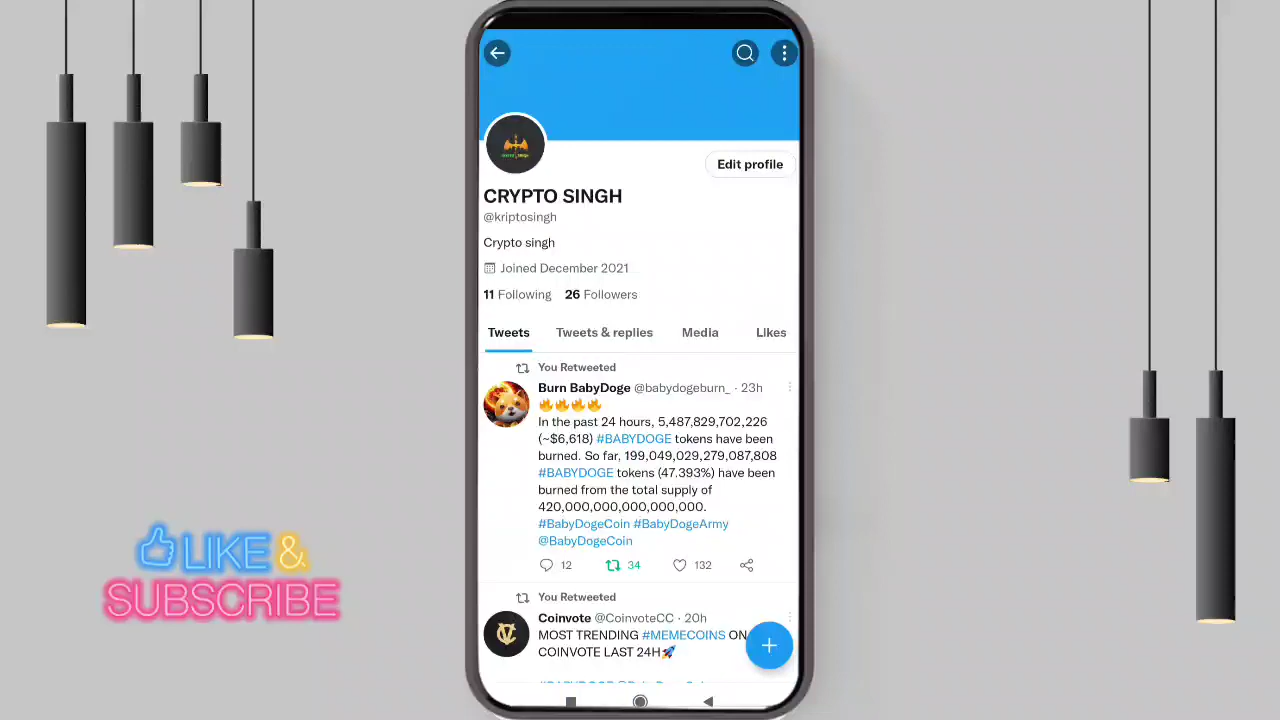 Edit profile
CRYPTO SINGH
@kriptosingh
Crypto singh
Joined December 2021
11 Following 26 Followers
Tweets Tweets & replies Media Likes
You Retweeted
Burn BabyDoge @babydogeburn_ · 23h
🔥🔥🔥🔥
In the past 24 hours, 5,487,829,702,226
(~$6,618) #BABYDOGE tokens have been
burned. So far, 199,049,029,279,087,808
#BABYDOGE tokens (47.393%) have been
burned from the total supply of
420,000,000,000,000,000.
#BabyDogeCoin #BabyDogeArmy
@BabyDogeCoin
12 34 132
You Retweeted
Coinvote @CoinvoteCC · 20h
MOST TRENDING #MEMECOINS ON
COINVOTE LAST 24H🚀
LIKE &
SUBSCRIBE